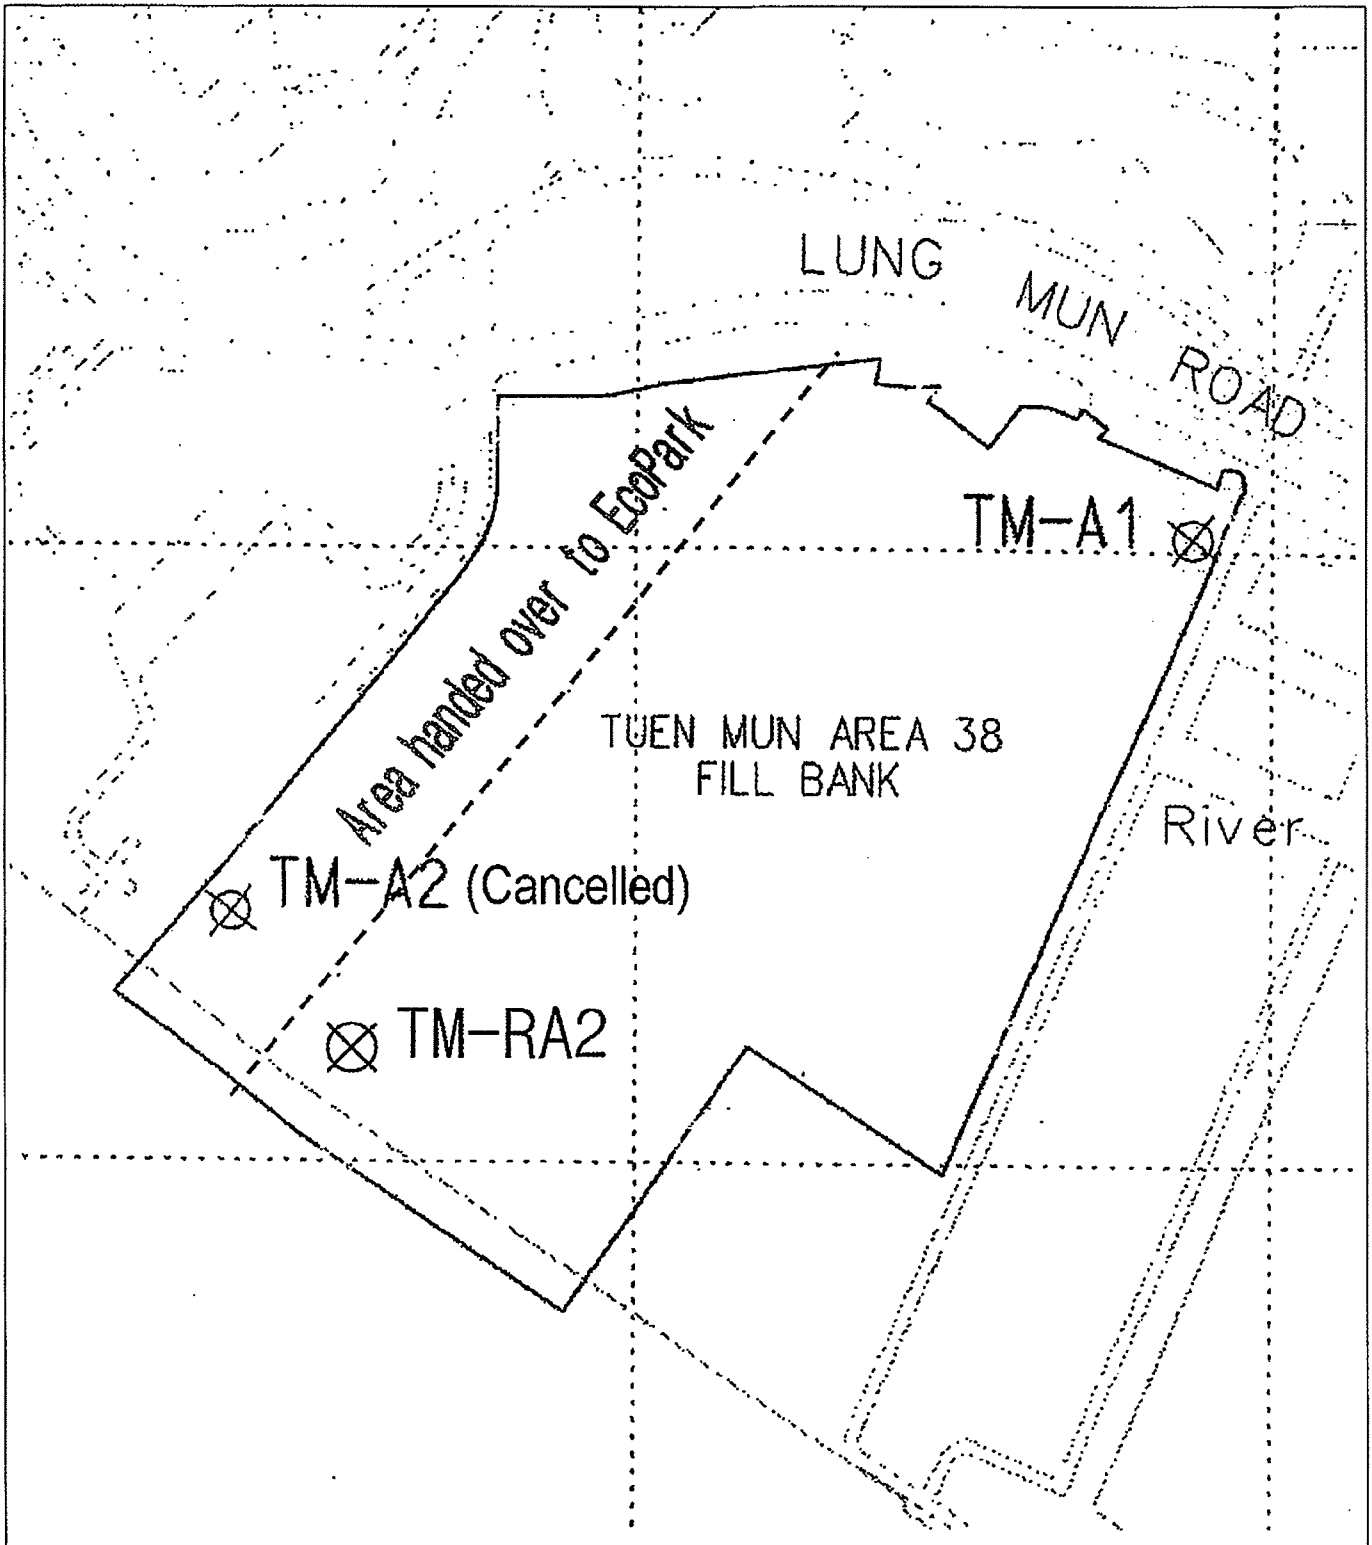 LUNG MUN ROAD
Area handed over to EcoPark
TM-A1
TUEN MUN AREA 38
FILL BANK
River
TM-A2 (Cancelled)
TM-RA2